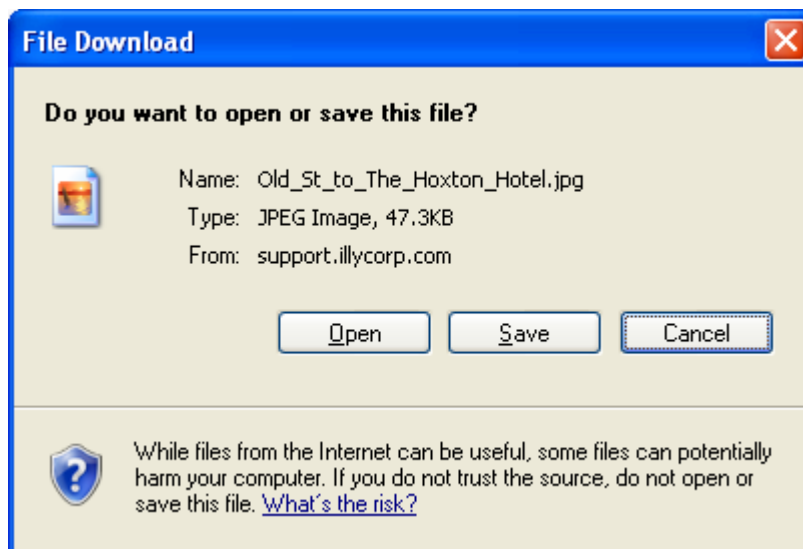 File Download
Do you want to open or save this file?
Name: Old_St_to_The_Hoxton_Hotel.jpg
Type: JPEG Image, 47.3KB
From: support.illycorp.com
Open Save Cancel
While files from the Internet can be useful, some files can potentially
harm your computer. If you do not trust the source, do not open or
save this file. What's the risk?